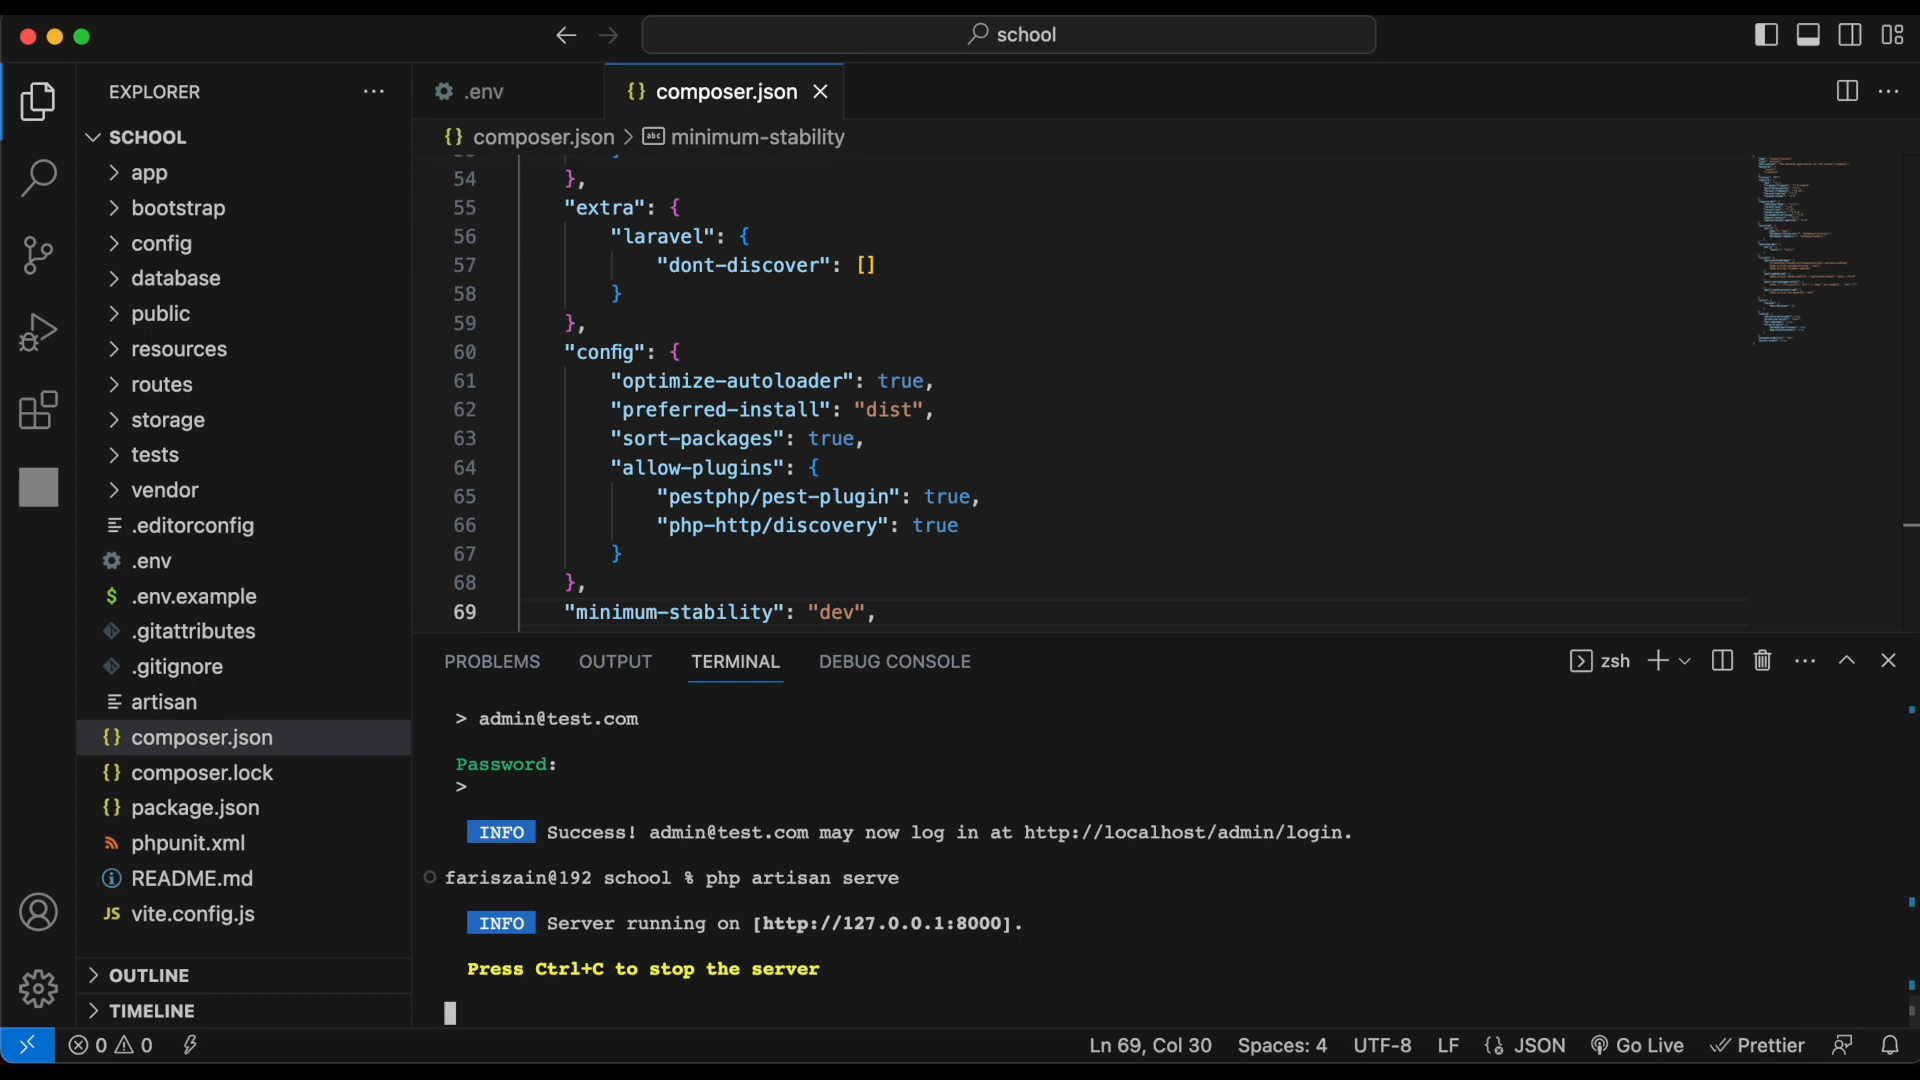 school
EXPLORER
SCHOOL
app
bootstrap
config
database
public
resources
routes
storage
tests
vendor
.editorconfig
.env
$ .env.example
.gitattributes
.gitignore
artisan
{} composer.json
{} composer.lock
{} package.json
phpunit.xml
README.md
JS vite.config.js
OUTLINE
TIMELINE
.env
{} composer.json
{} composer.json > abc minimum-stability
54 },
55 "extra": {
56 "laravel": {
57 "dont-discover": []
58 }
59 },
60 "config": {
61 "optimize-autoloader": true,
62 "preferred-install": "dist",
63 "sort-packages": true,
64 "allow-plugins": {
65 "pestphp/pest-plugin": true,
66 "php-http/discovery": true
67 }
68 },
69 "minimum-stability": "dev",
PROBLEMS OUTPUT TERMINAL DEBUG CONSOLE
zsh
> admin@test.com
Password:
>
INFO Success! admin@test.com may now log in at http://localhost/admin/login.
fariszain@192 school % php artisan serve
INFO Server running on [http://127.0.0.1:8000].
Press Ctrl+C to stop the server
0 0
Ln 69, Col 30 Spaces: 4 UTF-8 LF {} JSON Go Live Prettier